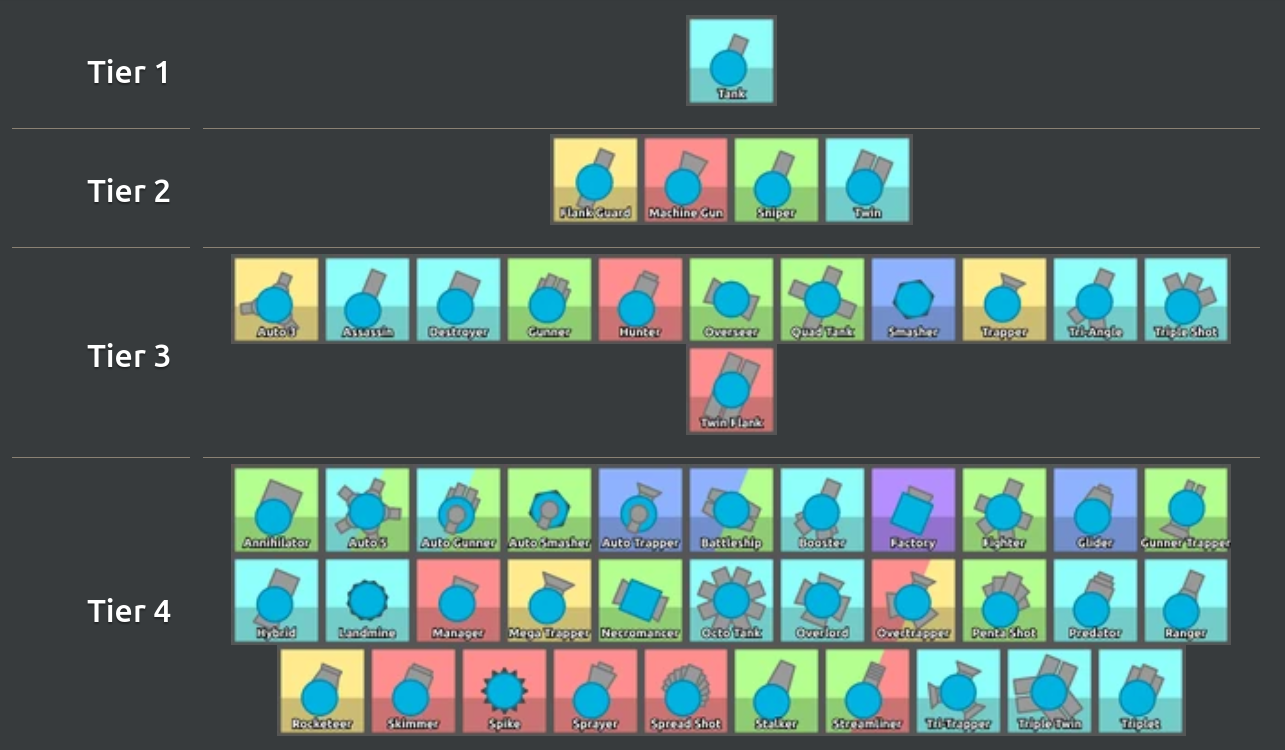 Tier 1
Tank
Tier 2
Flank Guard Machine Gun Sniper Twin
Tier 3
Auto 3 Assassin Destroyer Gunner Hunter Overseer Quad Tank Smasher Trapper Tri-Angle Triple Shot
Twin Flank
Tier 4
Annihilator Auto 5 Auto Gunner Auto Smasher Auto Trapper Battleship Booster Factory Fighter Glider Gunner Trapper
Hybrid Landmine Manager Mega Trapper Necromancer Octo Tank Overlord Overtrapper Penta Shot Predator Ranger
Rocketeer Skimmer Spike Sprayer Spread Shot Stalker Streamliner Tri-Trapper Triple Twin Triplet